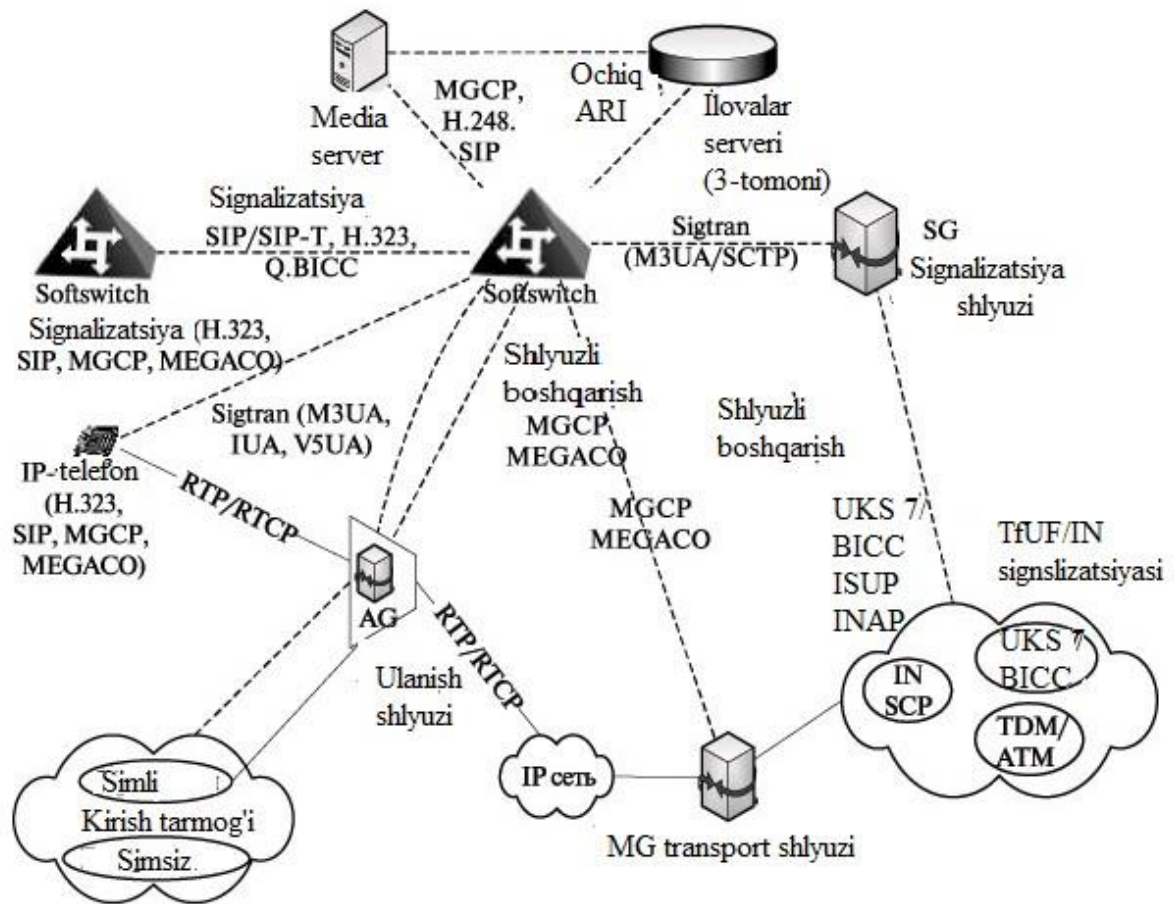 Media
server
MGCP,
H.248.
SIP
Ochiq
ARI
İlovalar
serveri
(3-tomoni)
Signalizatsiya
SIP/SIP-T, H.323,
Q.BICC
Softswitch
Softswitch
Sigtran
(M3UA/SCTP)
SG
Signalizatsiya
shlyuzi
Signalizatsiya (H.323,
SIP, MGCP, MEGACO)
Sigtran (M3UA,
IUA, V5UA)
Shlyuzli
boshqarish
MGCP
MEGACO
Shlyuzli
boshqarish
IP-telefon
(H.323,
SIP, MGCP,
MEGACO)
RTP/RTCP
MGCP
MEGACO
UKS 7/
BICC
ISUP
INAP
TfUF/IN
signslizatsiyasi
AG
Ulanish
shlyuzi
RTP/RTCP
IN
SCP
UKS 7/
BICC
TDM/
ATM
Simli
Kirish tarmog'i
Simsiz
IP сеть
MG transport shlyuzi